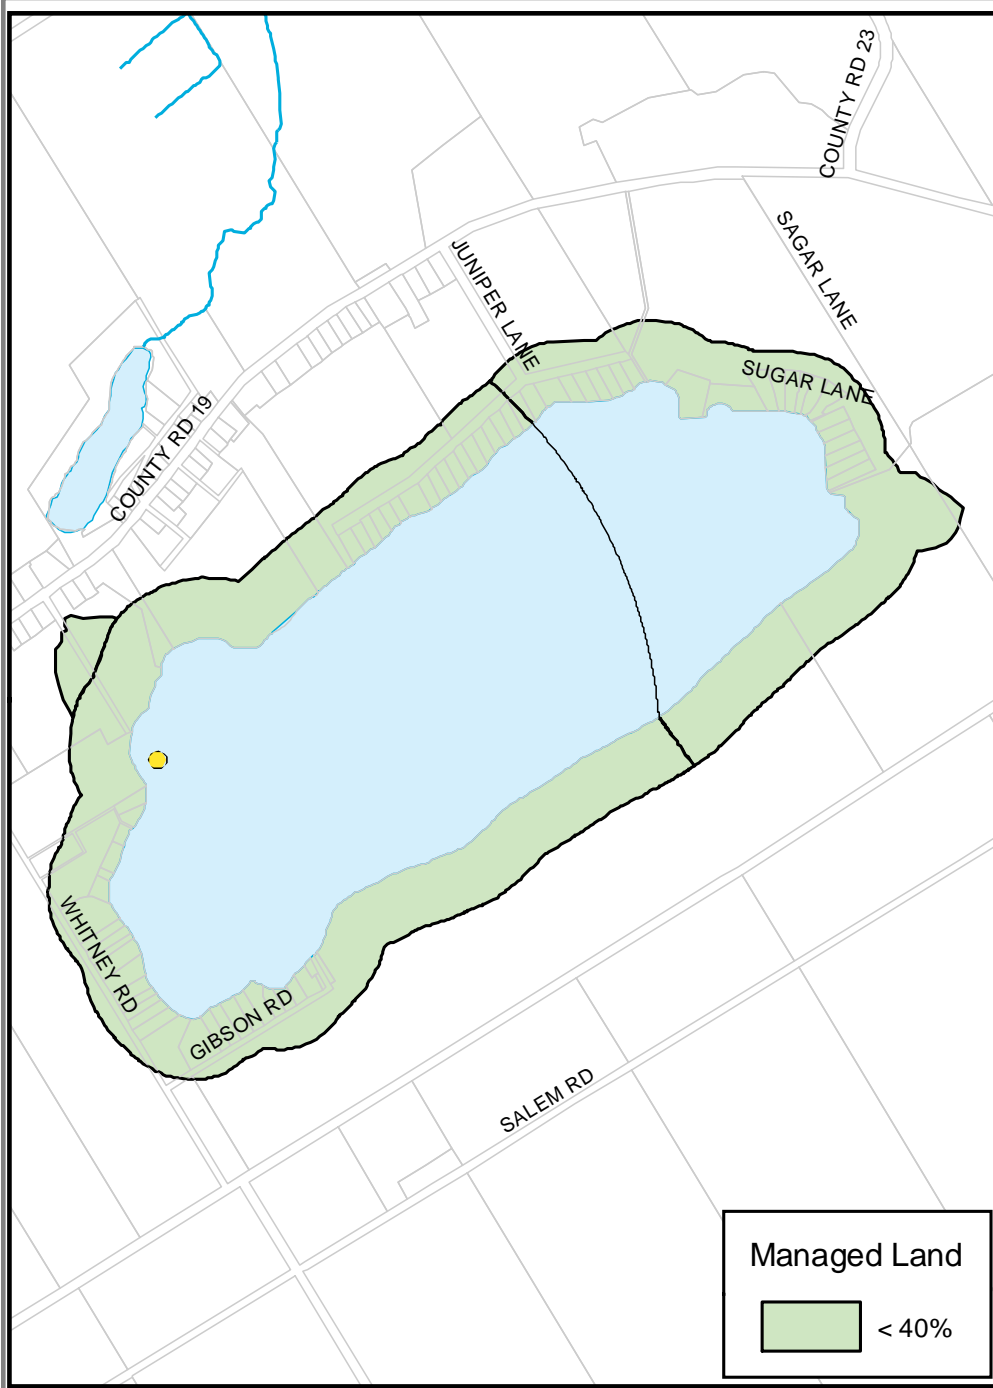 COUNTY RD 23
SAGAR LANE
JUNIPER LANE
SUGAR LANE
COUNTY RD 19
WHITNEY RD
GIBSON RD
SALEM RD
Managed Land
< 40%